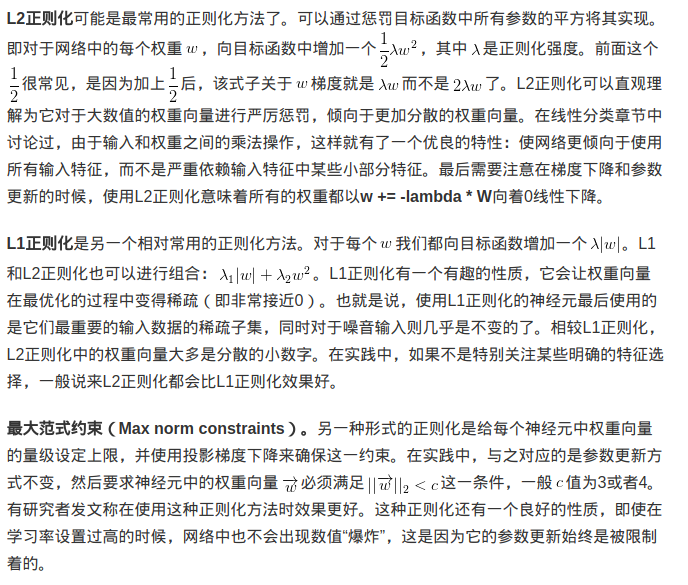 L2正则化可能是最常用的正则化方法了。可以通过惩罚目标函数中所有参数的平方将其实现。
即对于网络中的每个权重 w，向目标函数中增加一个 \frac{1}{2}λw²，其中 λ 是正则化强度。前面这个
\frac{1}{2} 很常见，是因为加上 \frac{1}{2} 后，该式子关于 w 梯度就是 λw 而不是 2λw 了。L2正则化可以直观理
解为它对于大数值的权重向量进行严厉惩罚，倾向于更加分散的权重向量。在线性分类章节中
讨论过，由于输入和权重之间的乘法操作，这样就有了一个优良的特性：使网络更倾向于使用
所有输入特征，而不是严重依赖输入特征中某些小部分特征。最后需要注意在梯度下降和参数
更新的时候，使用L2正则化意味着所有的权重都以w += -lambda * W向着0线性下降。
L1正则化是另一个相对常用的正则化方法。对于每个 w 我们都向目标函数增加一个 λ|w|。L1
和L2正则化也可以进行组合：λ₁|w| + λ₂w²。L1正则化有一个有趣的性质，它会让权重向量
在最优化的过程中变得稀疏（即非常接近0）。也就是说，使用L1正则化的神经元最后使用的
是它们最重要的输入数据的稀疏子集，同时对于噪音输入则几乎是不变的了。相较L1正则化，
L2正则化中的权重向量大多是分散的小数字。在实践中，如果不是特别关注某些明确的特征选
择，一般说来L2正则化都会比L1正则化效果好。
最大范式约束（Max norm constraints）。另一种形式的正则化是给每个神经元中权重向量
的量级设定上限，并使用投影梯度下降来确保这一约束。在实践中，与之对应的是参数更新方
式不变，然后要求神经元中的权重向量 \overrightarrow{w} 必须满足 ||\overrightarrow{w}||₂ < c 这一条件，一般 c 值为3或者4。
有研究者发文称在使用这种正则化方法时效果更好。这种正则化还有一个良好的性质，即使在
学习率设置过高的时候，网络中也不会出现数值“爆炸”，这是因为它的参数更新始终是被限制
着的。